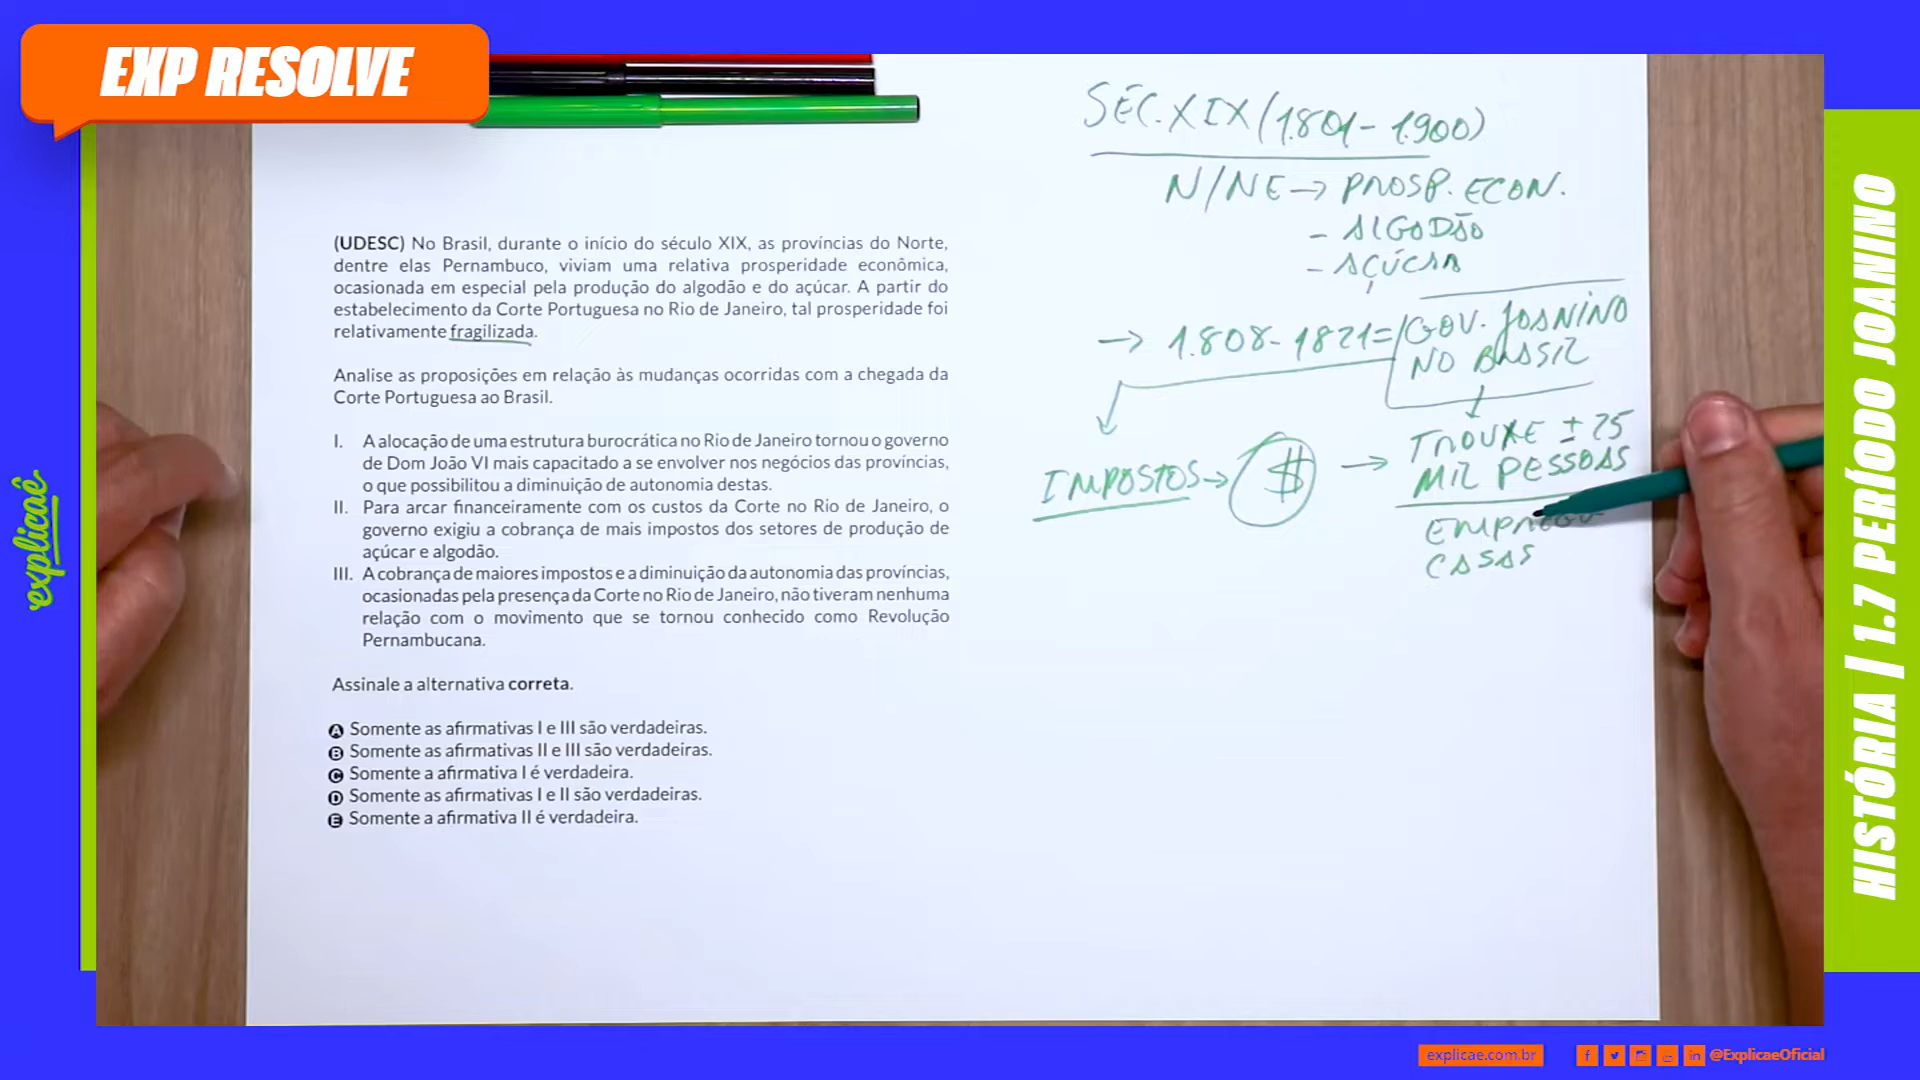 EXP RESOLVE
SÉC. XIX (1.801 - 1.900)
N/NE → PROSP. ECON.
- ALGODÃO
- AÇÚCAR
→ 1.808 - 1821 = GOV. JOANINO
NO BRASIL
TROUXE ± 25
MIL PESSOAS
IMPOSTOS → $ →
CASAS
(UDESC) No Brasil, durante o início do século XIX, as províncias do Norte,
dentre elas Pernambuco, viviam uma relativa prosperidade econômica,
ocasionada em especial pela produção do algodão e do açúcar. A partir do
estabelecimento da Corte Portuguesa no Rio de Janeiro, tal prosperidade foi
relativamente fragilizada.
Analise as proposições em relação às mudanças ocorridas com a chegada da
Corte Portuguesa ao Brasil.
I. A alocação de uma estrutura burocrática no Rio de Janeiro tornou o governo
de Dom João VI mais capacitado a se envolver nos negócios das províncias,
o que possibilitou a diminuição de autonomia destas.
II. Para arcar financeiramente com os custos da Corte no Rio de Janeiro, o
governo exigiu a cobrança de mais impostos dos setores de produção de
açúcar e algodão.
III. A cobrança de maiores impostos e a diminuição da autonomia das províncias,
ocasionadas pela presença da Corte no Rio de Janeiro, não tiveram nenhuma
relação com o movimento que se tornou conhecido como Revolução
Pernambucana.
Assinale a alternativa correta.
A Somente as afirmativas I e III são verdadeiras.
B Somente as afirmativas II e III são verdadeiras.
C Somente a afirmativa I é verdadeira.
D Somente as afirmativas I e II são verdadeiras.
E Somente a afirmativa II é verdadeira.
explicaê
HISTÓRIA | 1.7 PERÍODO JOANINO
explicae.com.br
@ExplicaeOficial